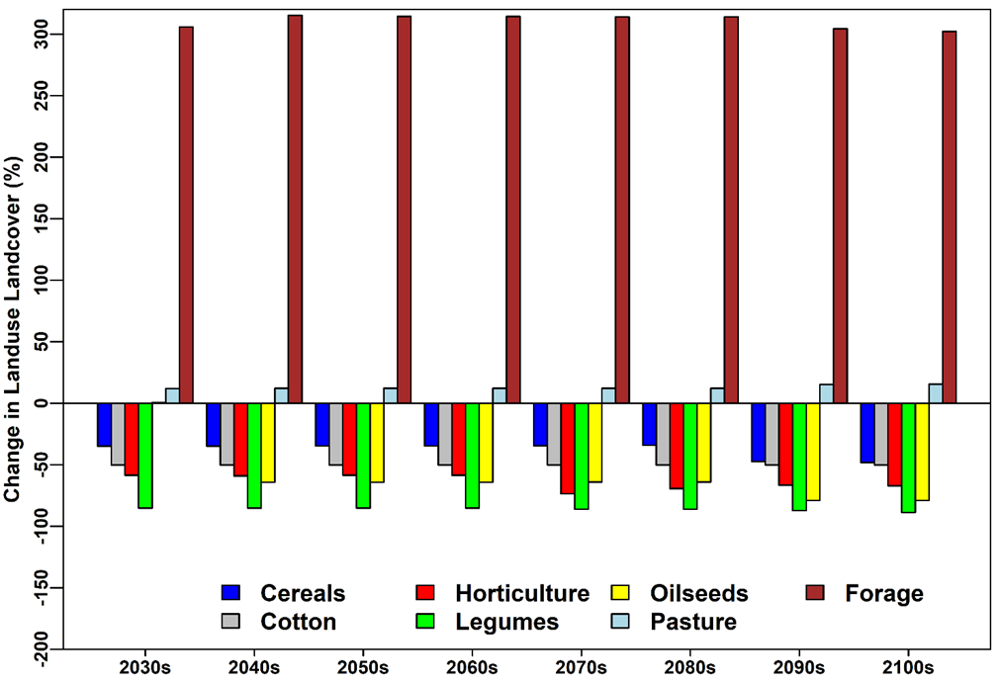 Change in Landuse Landcover (%)
300
250
200
150
100
50
0
-50
-100
-150
-200
Cereals Horticulture Oilseeds Forage
Cotton Legumes Pasture
2030s 2040s 2050s 2060s 2070s 2080s 2090s 2100s